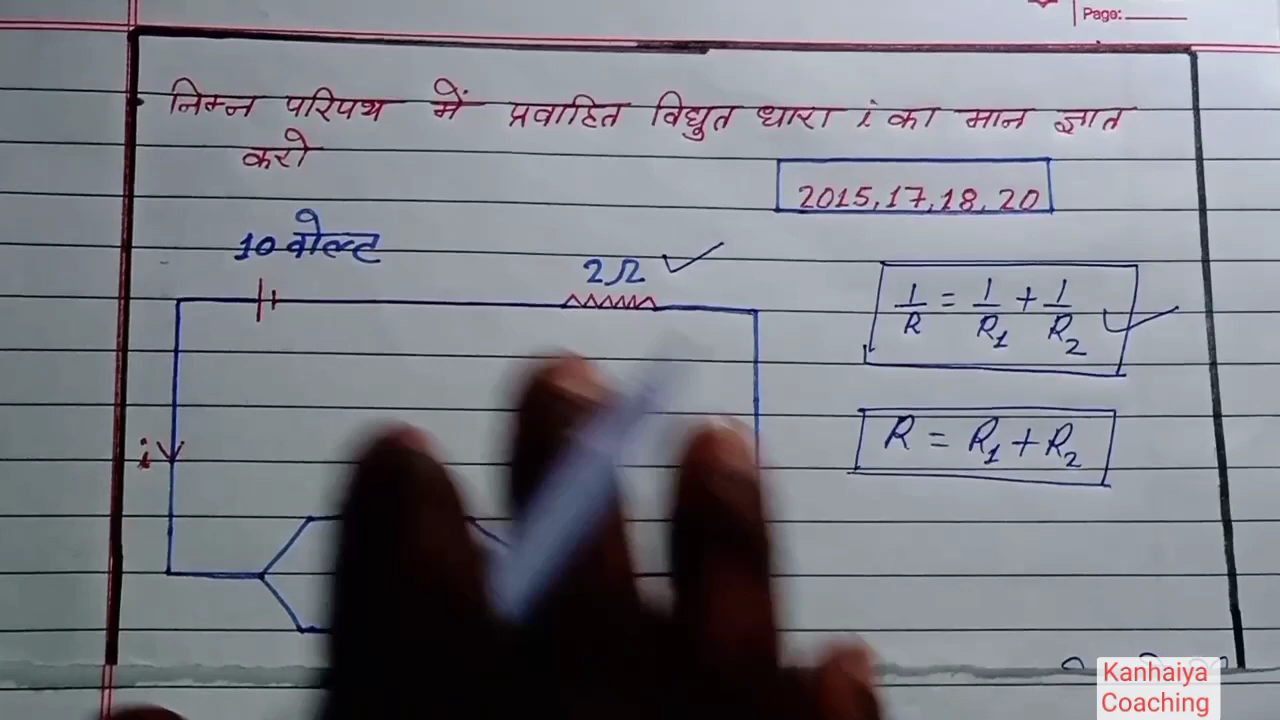 Page:
निम्न परिपथ में प्रवाहित विद्युत धारा i का मान ज्ञात
करो
2015, 17, 18, 20
10 वोल्ट
2Ω
1/R = 1/R₁ + 1/R₂
R = R₁ + R₂
i
Kanhaiya
Coaching